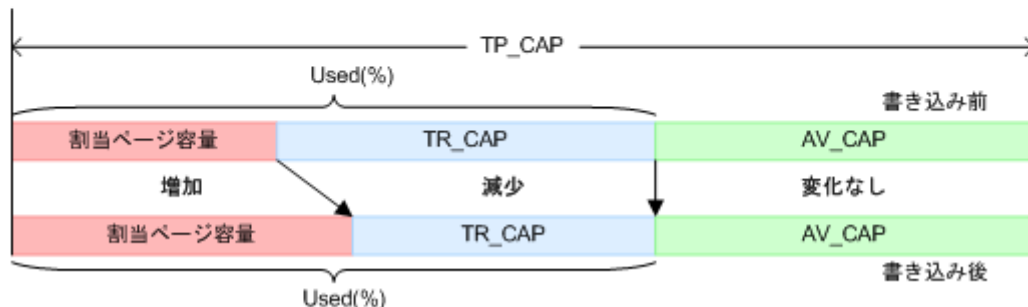 TP_CAP
Used(%)
書き込み前
割当ページ容量 TR_CAP AV_CAP
増加 減少 変化なし
割当ページ容量 TR_CAP AV_CAP
書き込み後
Used(%)